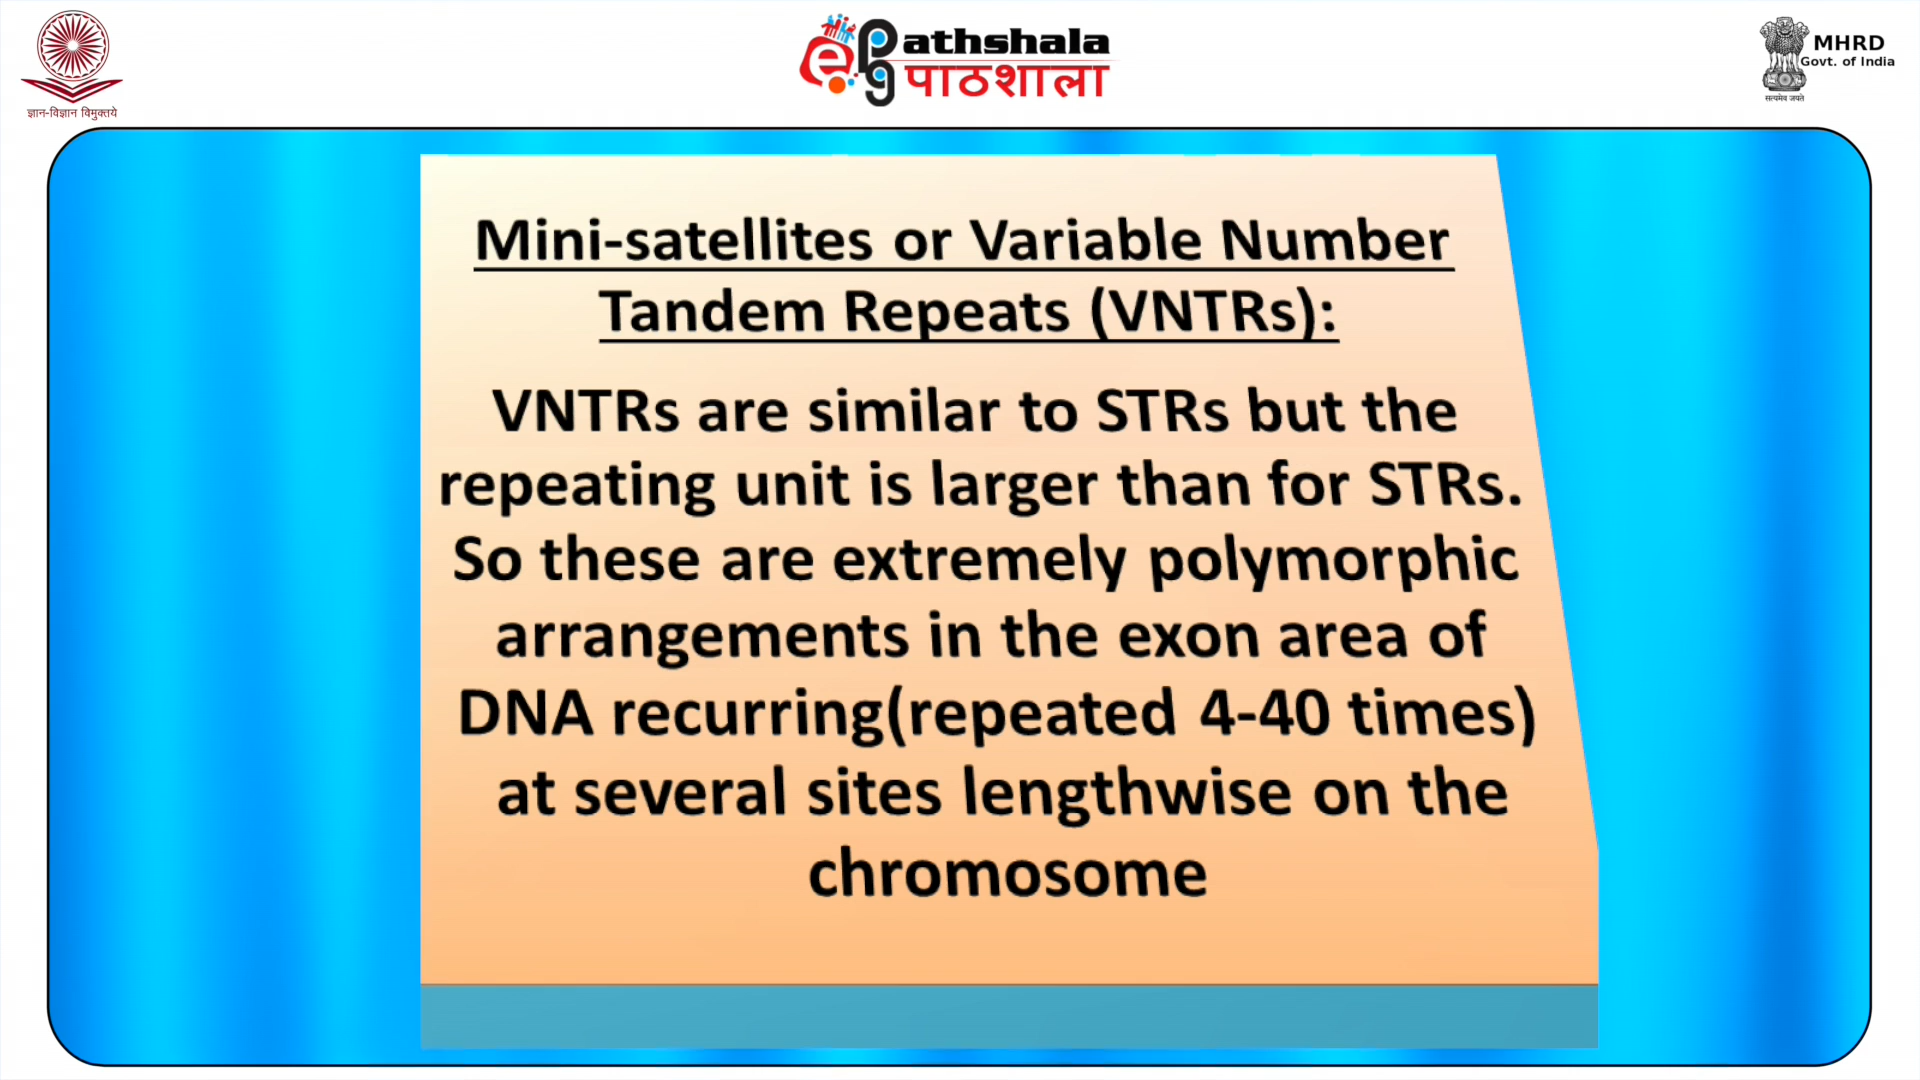 ज्ञान-विज्ञान विमुक्तये
ePg Pathshala
पाठशाला
MHRD
Govt. of India
सत्यमेव जयते
Mini-satellites or Variable Number
Tandem Repeats (VNTRs):
VNTRs are similar to STRs but the
repeating unit is larger than for STRs.
So these are extremely polymorphic
arrangements in the exon area of
DNA recurring(repeated 4-40 times)
at several sites lengthwise on the
chromosome